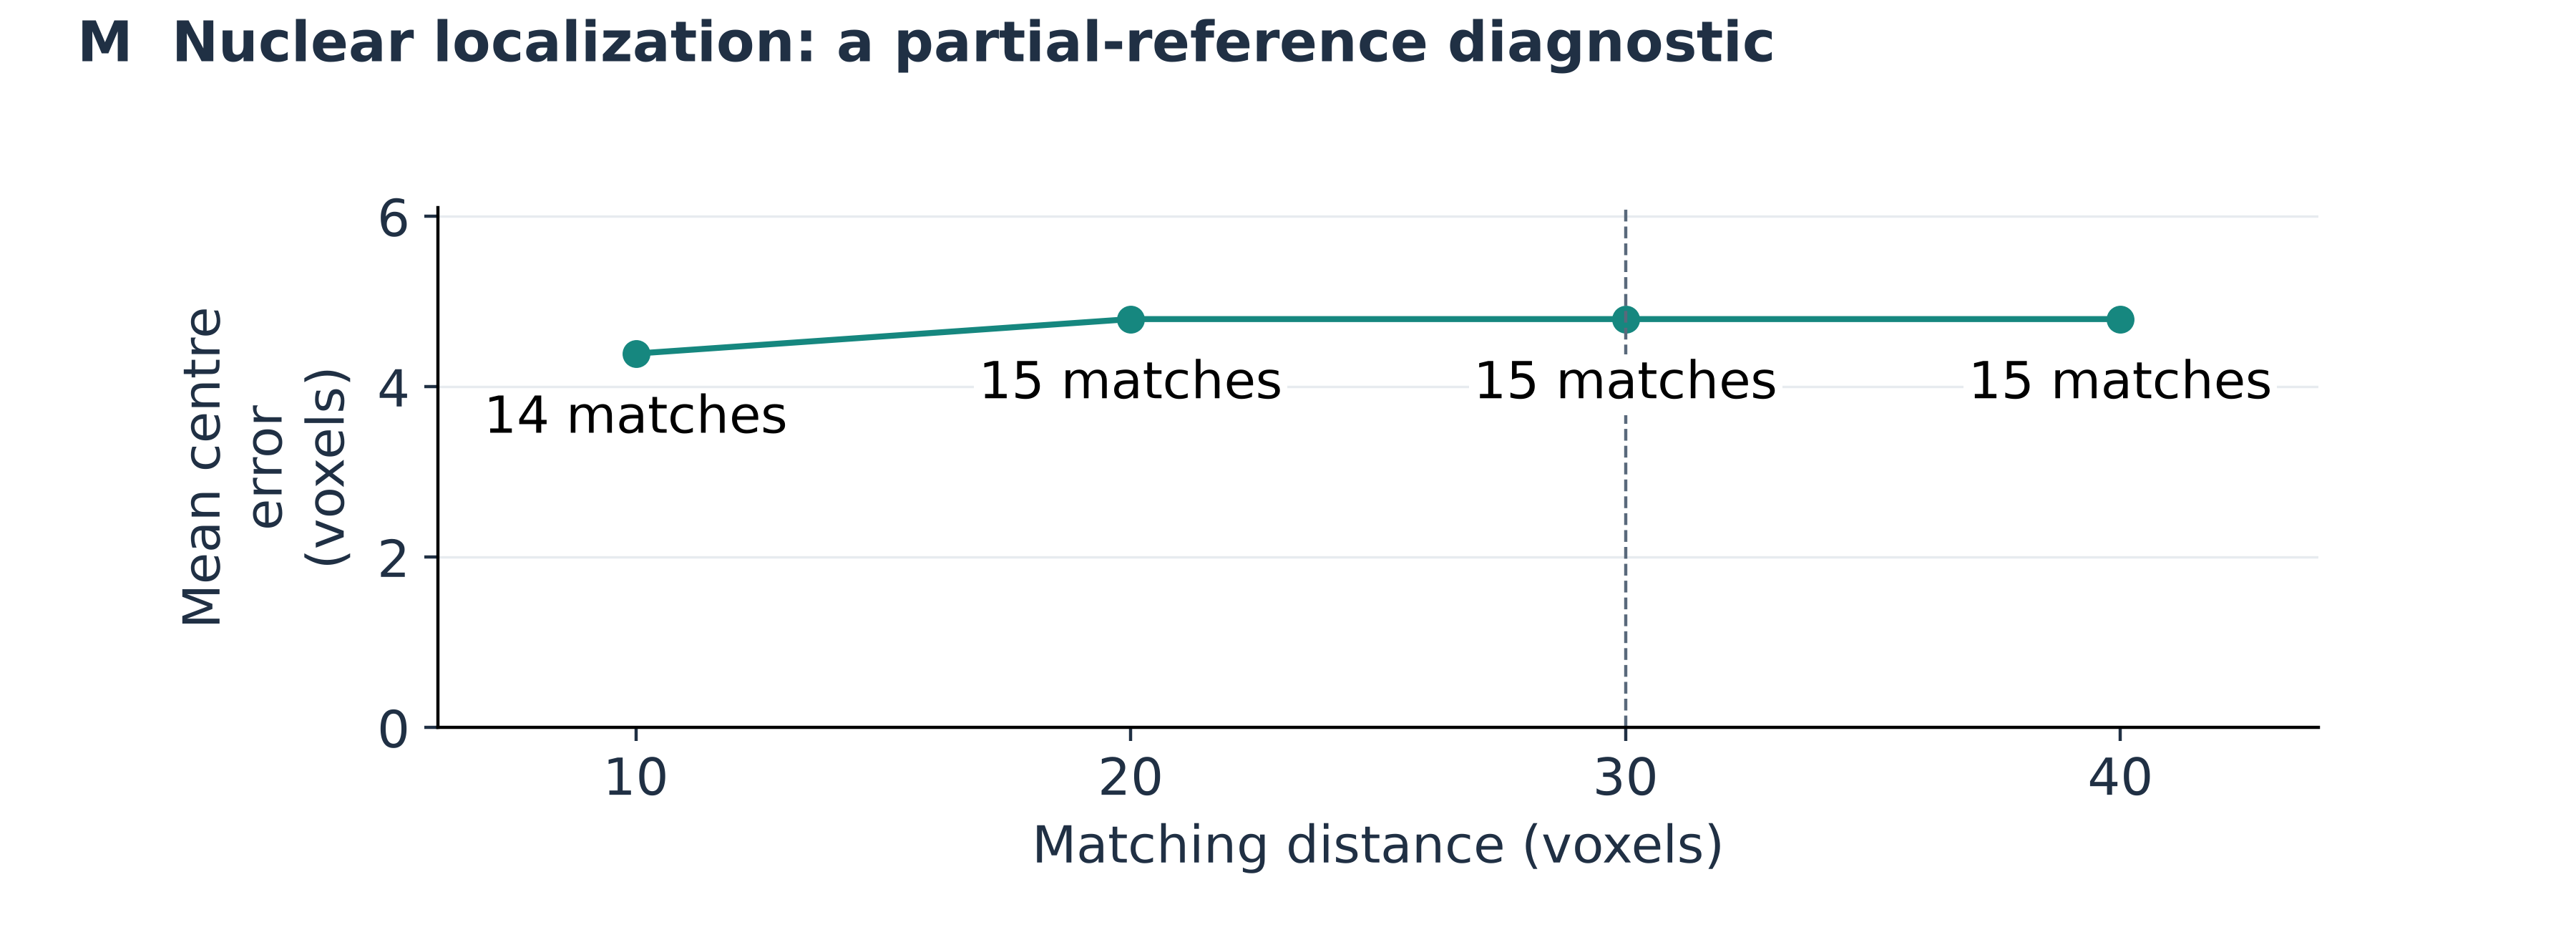 M  Nuclear localization: a partial-reference diagnostic
Mean centre
error
(voxels)
6
4
2
0
14 matches
15 matches
15 matches
15 matches
10
20
30
40
Matching distance (voxels)